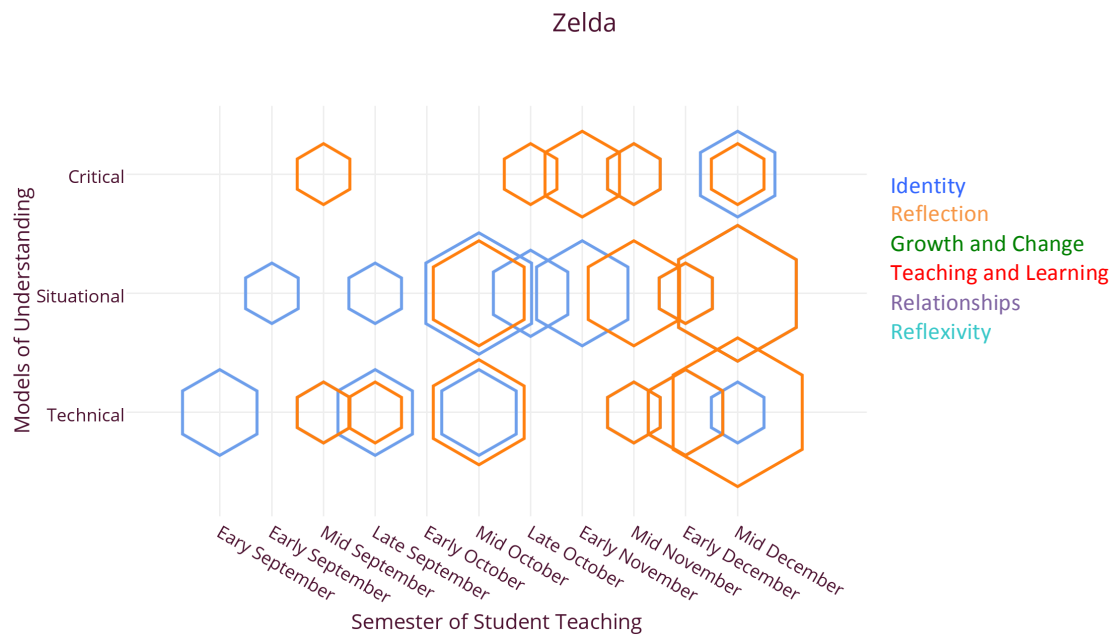 Zelda
Models of Understanding
Critical
Situational
Technical
Identity
Reflection
Growth and Change
Teaching and Learning
Relationships
Reflexivity
Eary September
Early September
Mid September
Late September
Early October
Mid October
Late October
Early November
Mid November
Early December
Mid December
Semester of Student Teaching